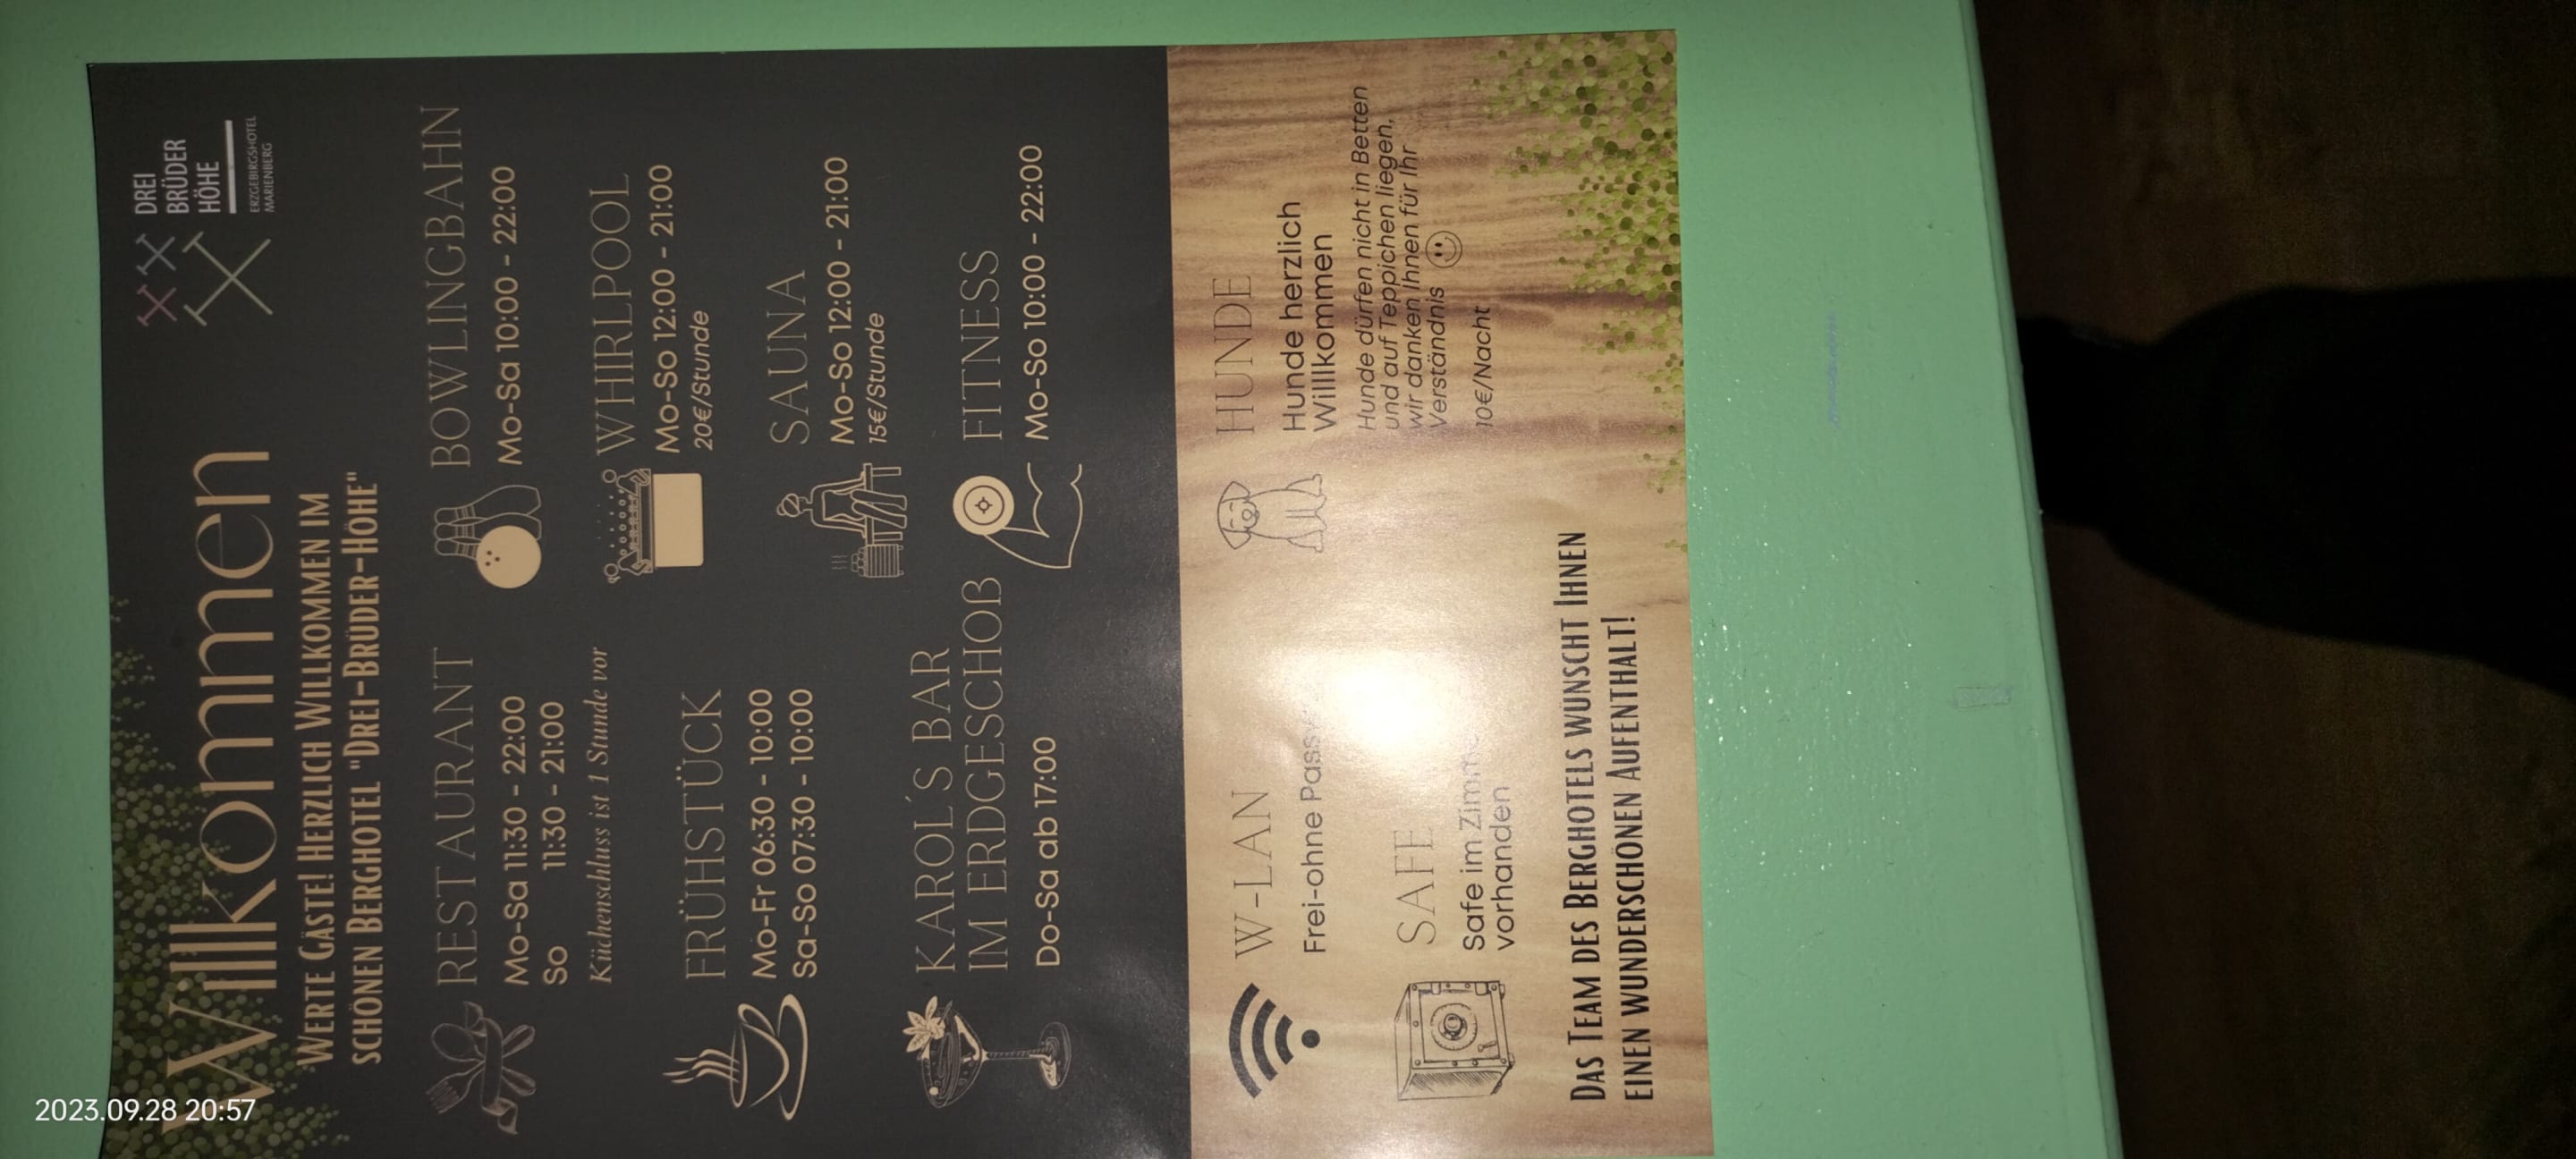 Willkommen
DREI
BRÜDER
HÖHE
ERZGEBIRGSHOTEL
MARIENBERG
WERTE GÄSTE! HERZLICH WILLKOMMEN IM
SCHÖNEN BERGHOTEL "DREI-BRÜDER-HÖHE"
RESTAURANT
Mo-Sa 11:30 - 22:00
So 11:30 - 21:00
Küchenschluss ist 1 Stunde vor
FRÜHSTÜCK
Mo-Fr 06:30 - 10:00
Sa-So 07:30 - 10:00
KAROL´S BAR
IM ERDGESCHOß
Do-Sa ab 17:00
BOWLINGBAHN
Mo-Sa 10:00 - 22:00
WHIRLPOOL
Mo-So 12:00 - 21:00
20€/Stunde
SAUNA
Mo-So 12:00 - 21:00
15€/Stunde
FITNESS
Mo-So 10:00 - 22:00
W-LAN
Frei-ohne
SAFE
Safe im
vorhanden
HUNDE
Hunde herzlich
Willlkommen
Hunde dürfen nicht in Betten
und auf Teppichen liegen,
wir danken Ihnen für Ihr
Verständnis
10€/Nacht
DAS TEAM DES BERGHOTELS WUNSCHT IHNEN
EINEN WUNDERSCHONEN AUFENTHALT!
2023.09.28 20:57